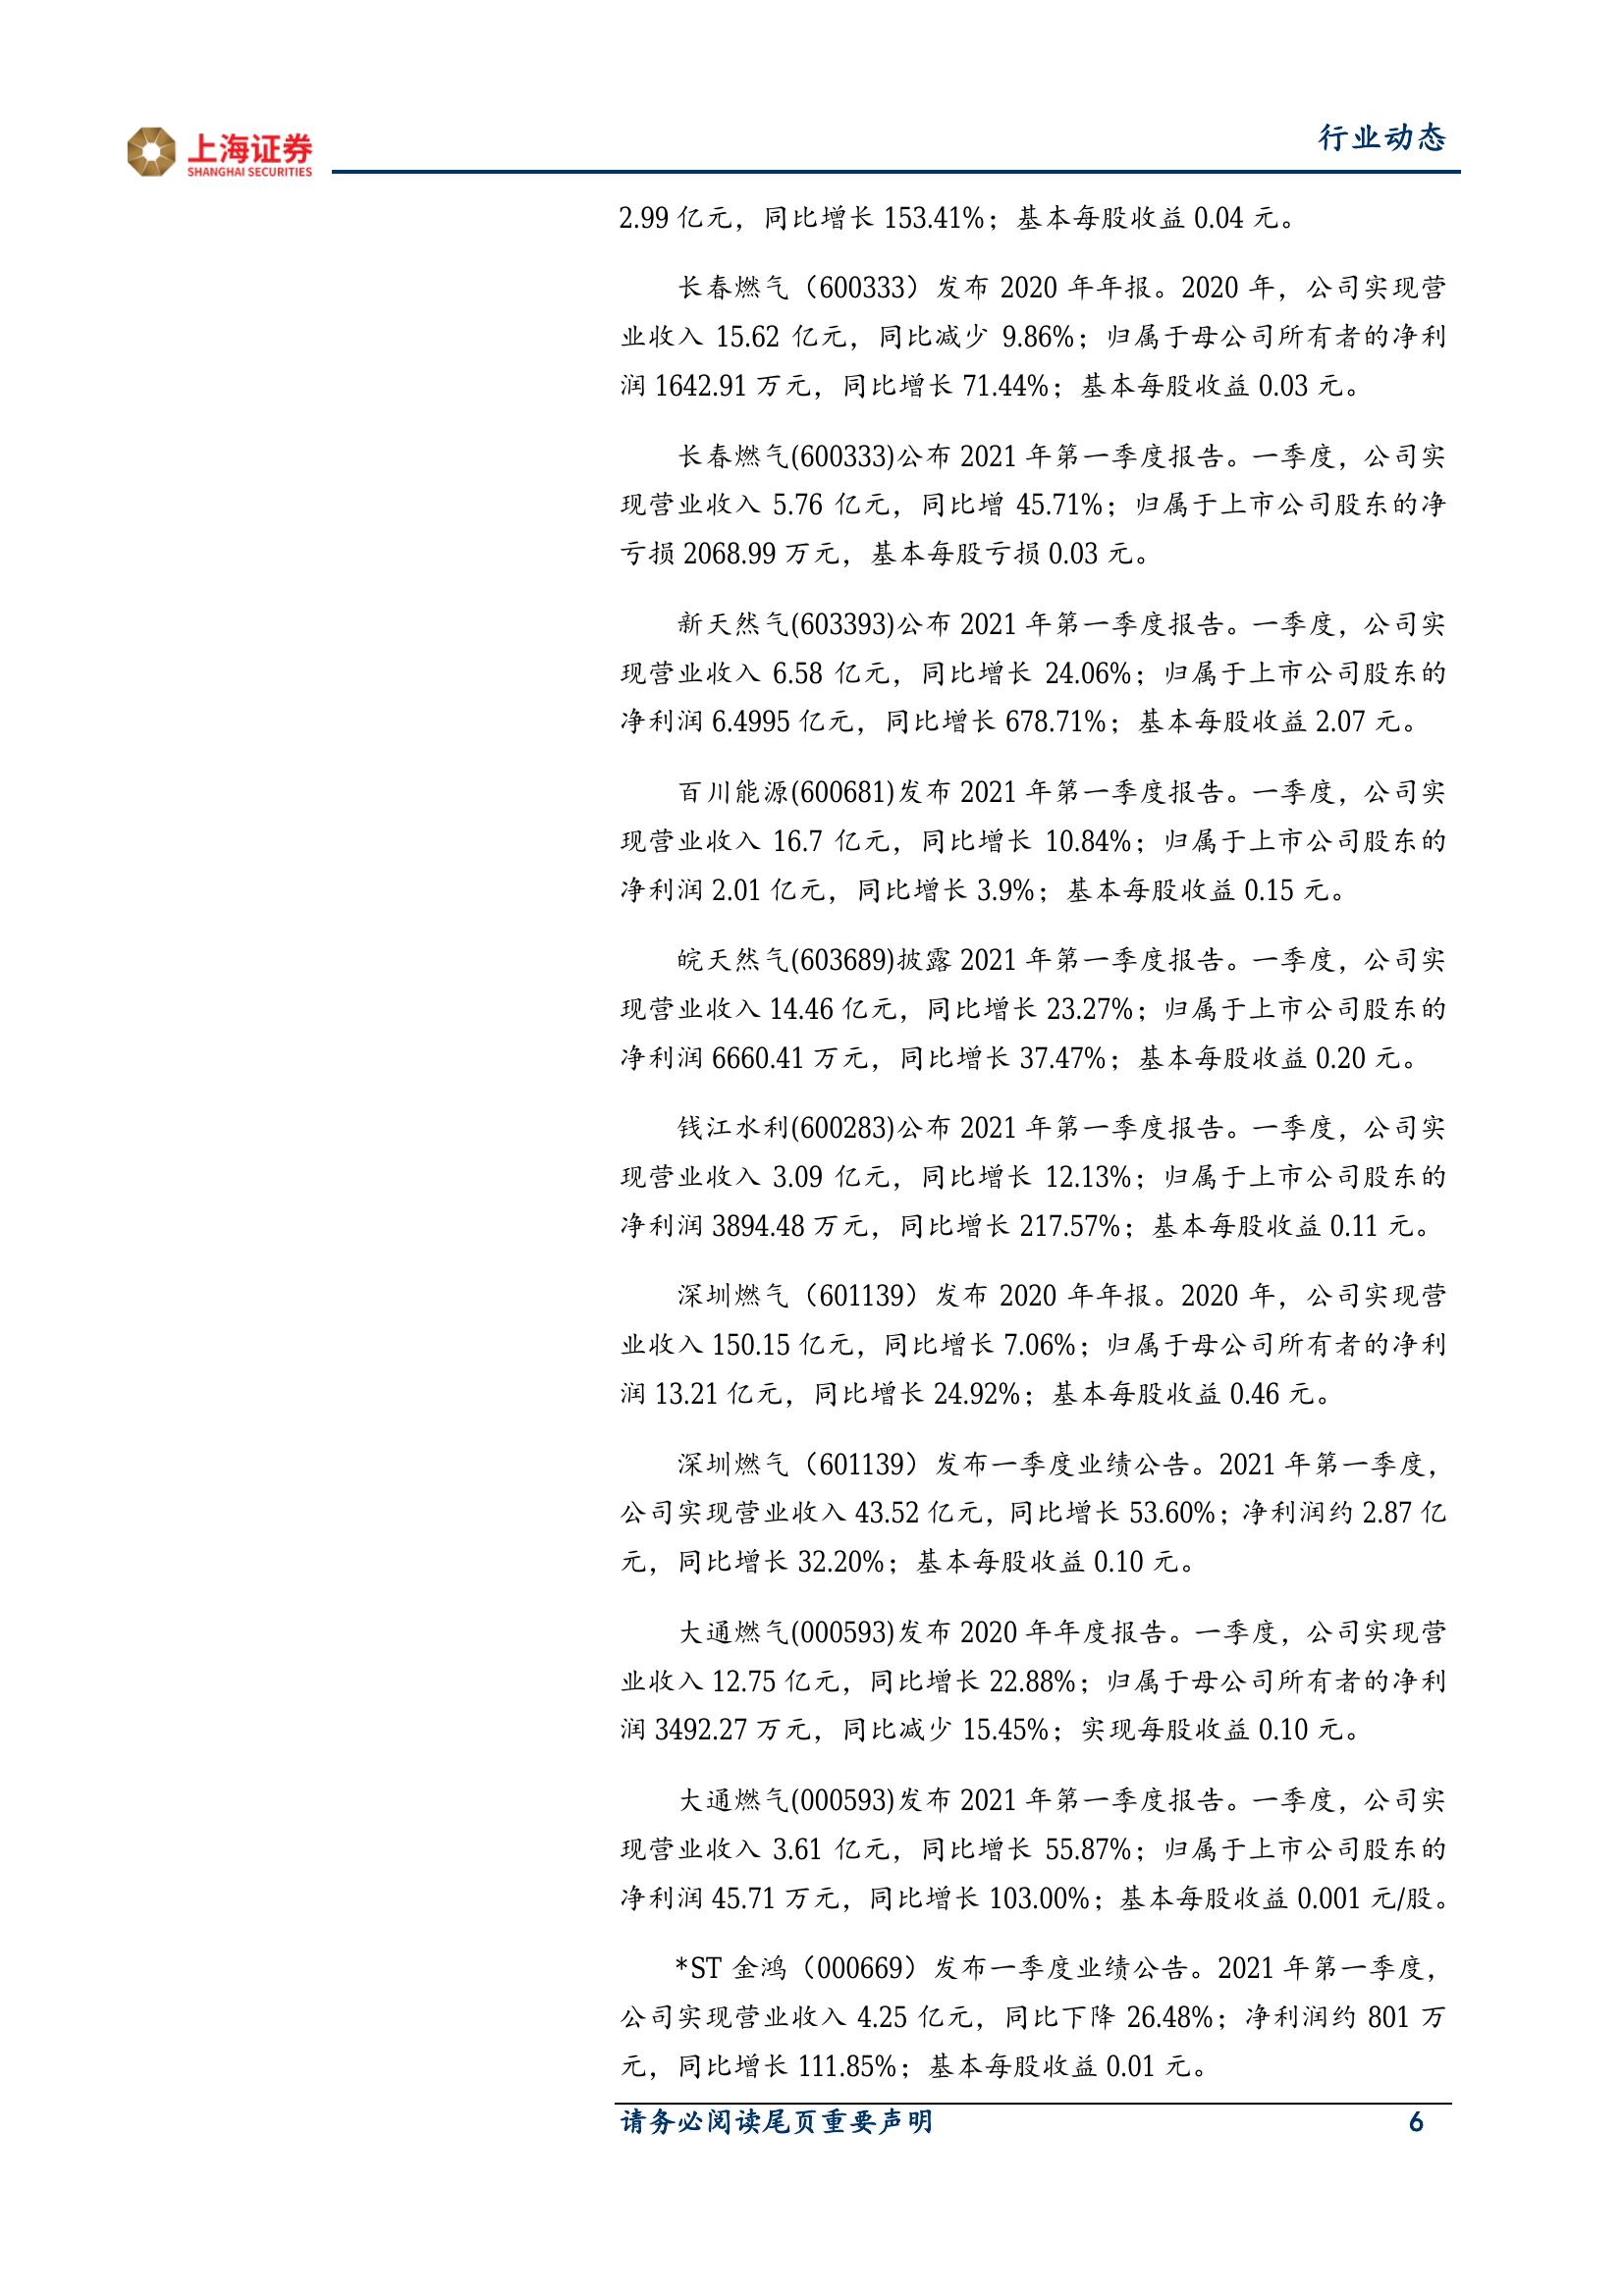 上海证券
SHANGHAI SECURITIES
行业动态
2.99 亿元，同比增长 153.41%；基本每股收益 0.04 元。
长春燃气（600333）发布 2020 年年报。2020 年，公司实现营
业收入 15.62 亿元，同比减少 9.86%；归属于母公司所有者的净利
润 1642.91 万元，同比增长 71.44%；基本每股收益 0.03 元。
长春燃气(600333)公布 2021 年第一季度报告。一季度，公司实
现营业收入 5.76 亿元，同比增 45.71%；归属于上市公司股东的净
亏损 2068.99 万元，基本每股亏损 0.03 元。
新天然气(603393)公布 2021 年第一季度报告。一季度，公司实
现营业收入 6.58 亿元，同比增长 24.06%；归属于上市公司股东的
净利润 6.4995 亿元，同比增长 678.71%；基本每股收益 2.07 元。
百川能源(600681)发布 2021 年第一季度报告。一季度，公司实
现营业收入 16.7 亿元，同比增长 10.84%；归属于上市公司股东的
净利润 2.01 亿元，同比增长 3.9%；基本每股收益 0.15 元。
皖天然气(603689)披露 2021 年第一季度报告。一季度，公司实
现营业收入 14.46 亿元，同比增长 23.27%；归属于上市公司股东的
净利润 6660.41 万元，同比增长 37.47%；基本每股收益 0.20 元。
钱江水利(600283)公布 2021 年第一季度报告。一季度，公司实
现营业收入 3.09 亿元，同比增长 12.13%；归属于上市公司股东的
净利润 3894.48 万元，同比增长 217.57%；基本每股收益 0.11 元。
深圳燃气（601139）发布 2020 年年报。2020 年，公司实现营
业收入 150.15 亿元，同比增长 7.06%；归属于母公司所有者的净利
润 13.21 亿元，同比增长 24.92%；基本每股收益 0.46 元。
深圳燃气（601139）发布一季度业绩公告。2021 年第一季度，
公司实现营业收入 43.52 亿元，同比增长 53.60%；净利润约 2.87 亿
元，同比增长 32.20%；基本每股收益 0.10 元。
大通燃气(000593)发布 2020 年年度报告。一季度，公司实现营
业收入 12.75 亿元，同比增长 22.88%；归属于母公司所有者的净利
润 3492.27 万元，同比减少 15.45%；实现每股收益 0.10 元。
大通燃气(000593)发布 2021 年第一季度报告。一季度，公司实
现营业收入 3.61 亿元，同比增长 55.87%；归属于上市公司股东的
净利润 45.71 万元，同比增长 103.00%；基本每股收益 0.001 元/股。
*ST 金鸿（000669）发布一季度业绩公告。2021 年第一季度，
公司实现营业收入 4.25 亿元，同比下降 26.48%；净利润约 801 万
元，同比增长 111.85%；基本每股收益 0.01 元。
请务必阅读尾页重要声明
6